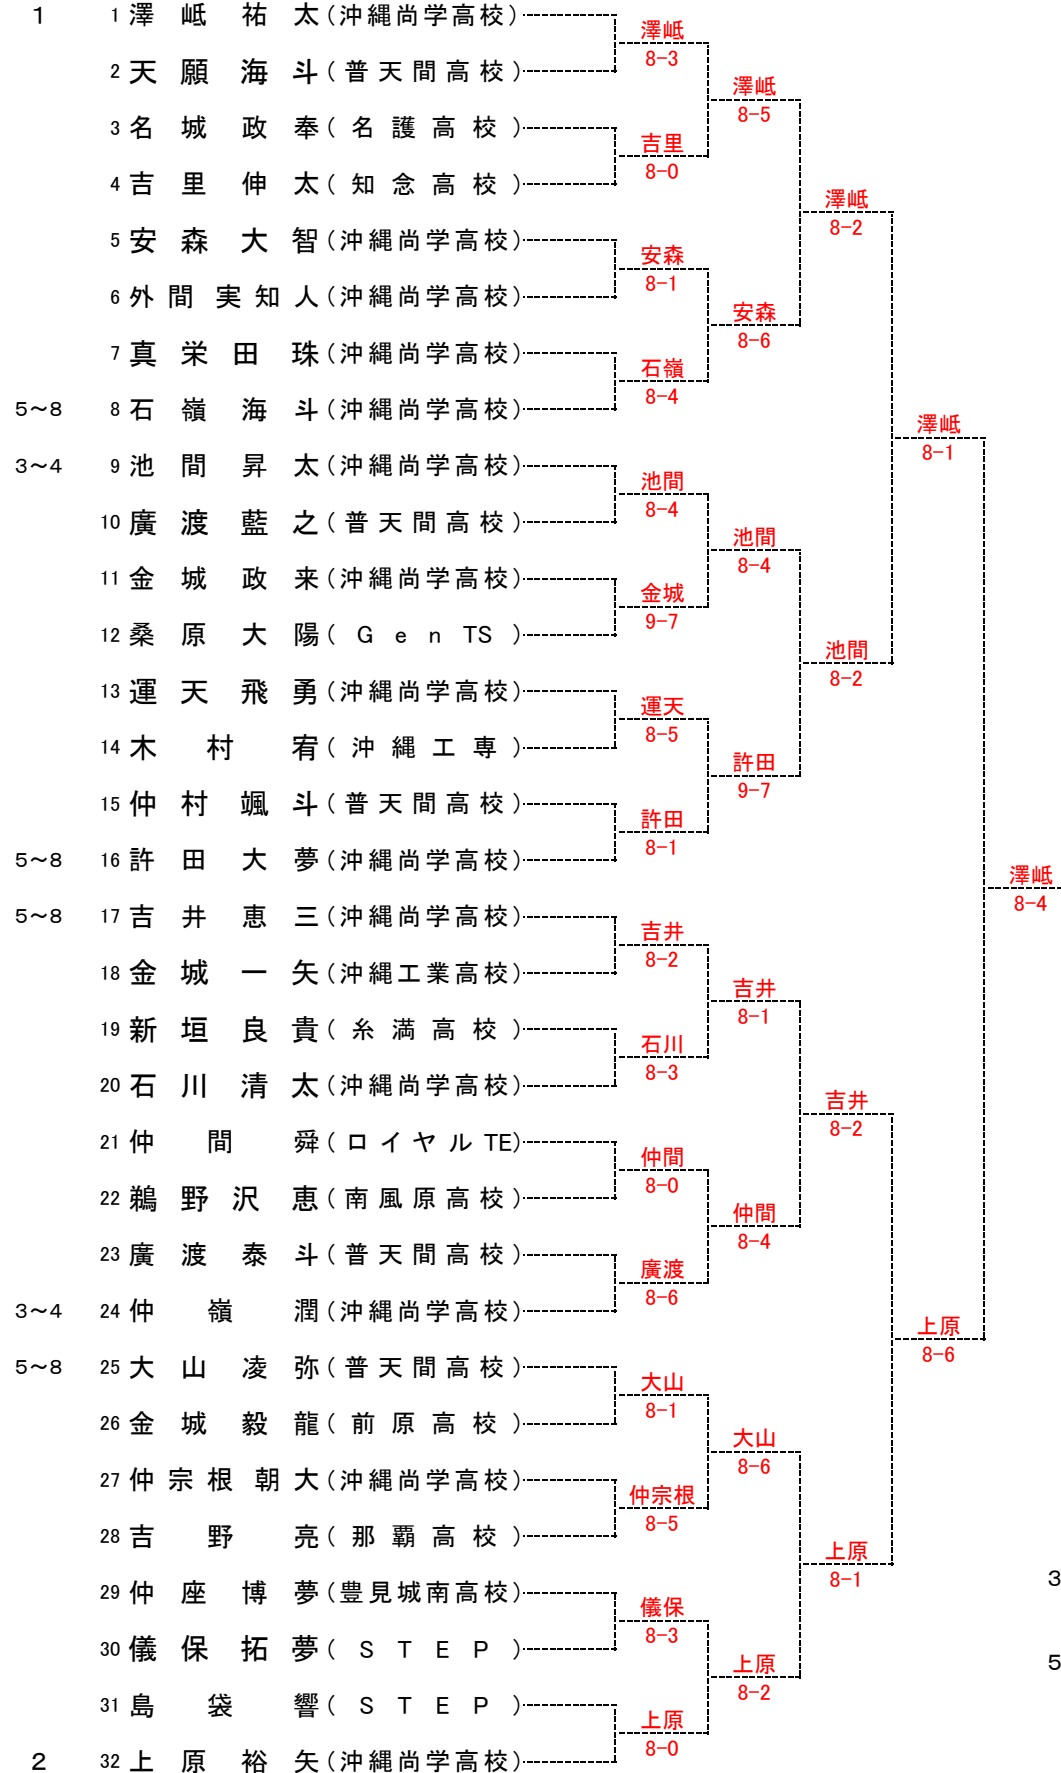 1 1 澤岻祐太(沖縄尚学高校)
澤岻
8-3
2 天願海斗(普天間高校)
澤岻
8-5
3 名城政奉(名護高校)
吉里
8-0
4 吉里伸太(知念高校)
澤岻
8-2
5 安森大智(沖縄尚学高校)
安森
8-1
6 外間実知人(沖縄尚学高校)
安森
8-6
7 真栄田珠(沖縄尚学高校)
石嶺
8-4
5～8 8 石嶺海斗(沖縄尚学高校)
澤岻
8-1
3～4 9 池間昇太(沖縄尚学高校)
池間
8-4
10 廣渡藍之(普天間高校)
池間
8-4
11 金城政来(沖縄尚学高校)
金城
9-7
12 桑原大陽(Gen TS)
池間
8-2
13 運天飛勇(沖縄尚学高校)
運天
8-5
14 木村宥(沖縄工専)
許田
9-7
15 仲村颯斗(普天間高校)
許田
8-1
5～8 16 許田大夢(沖縄尚学高校)
澤岻
8-4
5～8 17 吉井恵三(沖縄尚学高校)
吉井
8-2
18 金城一矢(沖縄工業高校)
吉井
8-1
19 新垣良貴(糸満高校)
石川
8-3
20 石川清太(沖縄尚学高校)
吉井
8-2
21 仲間舜(ロイヤルTE)
仲間
8-0
22 鵜野沢恵(南風原高校)
仲間
8-4
23 廣渡泰斗(普天間高校)
廣渡
8-6
3～4 24 仲嶺潤(沖縄尚学高校)
上原
8-6
5～8 25 大山凌弥(普天間高校)
大山
8-1
26 金城毅龍(前原高校)
大山
8-6
27 仲宗根朝大(沖縄尚学高校)
仲宗根
8-5
28 吉野亮(那覇高校)
上原
8-1
29 仲座博夢(豊見城南高校)
3
儀保
8-3
30 儀保拓夢(STEP)
5
上原
8-2
31 島袋響(STEP)
上原
8-0
2 32 上原裕矢(沖縄尚学高校)